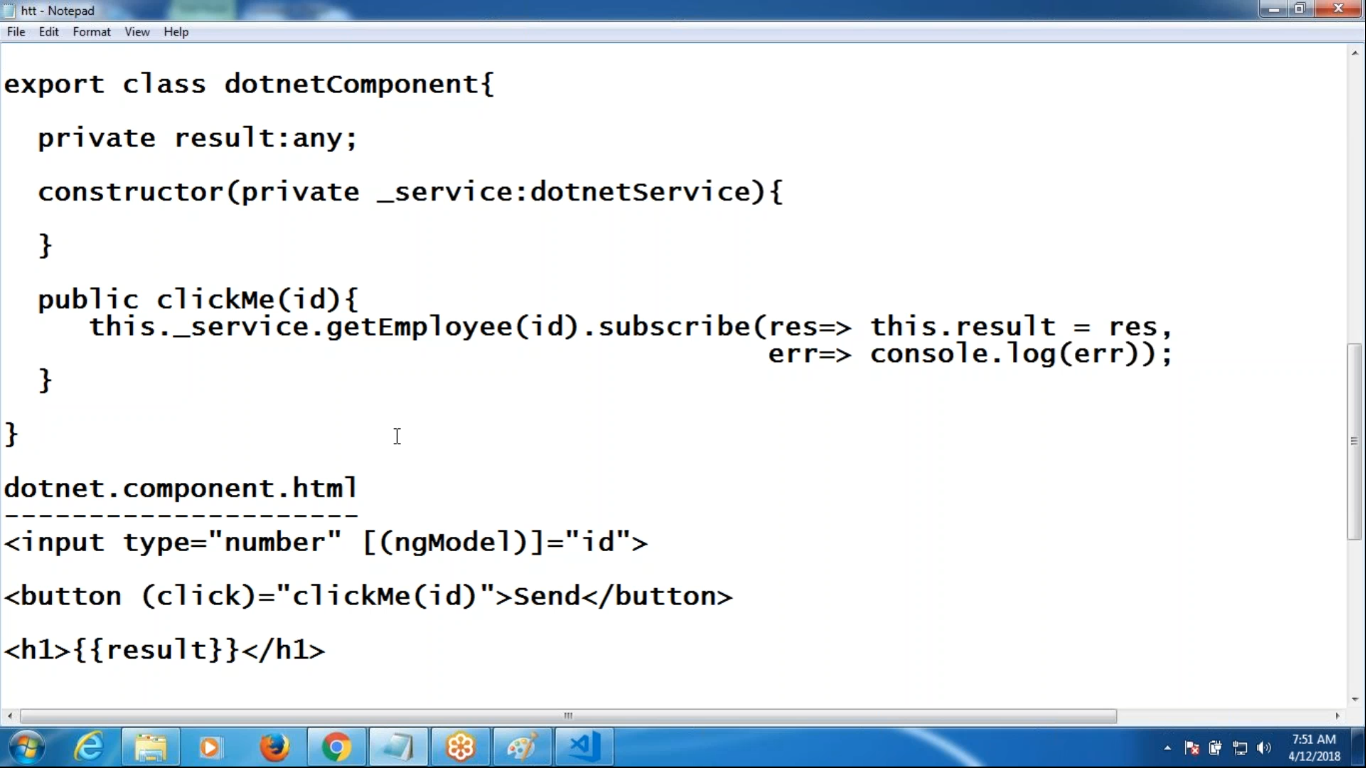 htt - Notepad
File Edit Format View Help
export class dotnetComponent{
private result:any;
constructor(private _service:dotnetService){
}
public clickMe(id){
this._service.getEmployee(id).subscribe(res=> this.result = res,
err=> console.log(err));
}
}
dotnet.component.html
---------------------
<input type="number" [(ngModel)]="id">
<button (click)="clickMe(id)">Send</button>
<h1>{{result}}</h1>
7:51 AM
4/12/2018